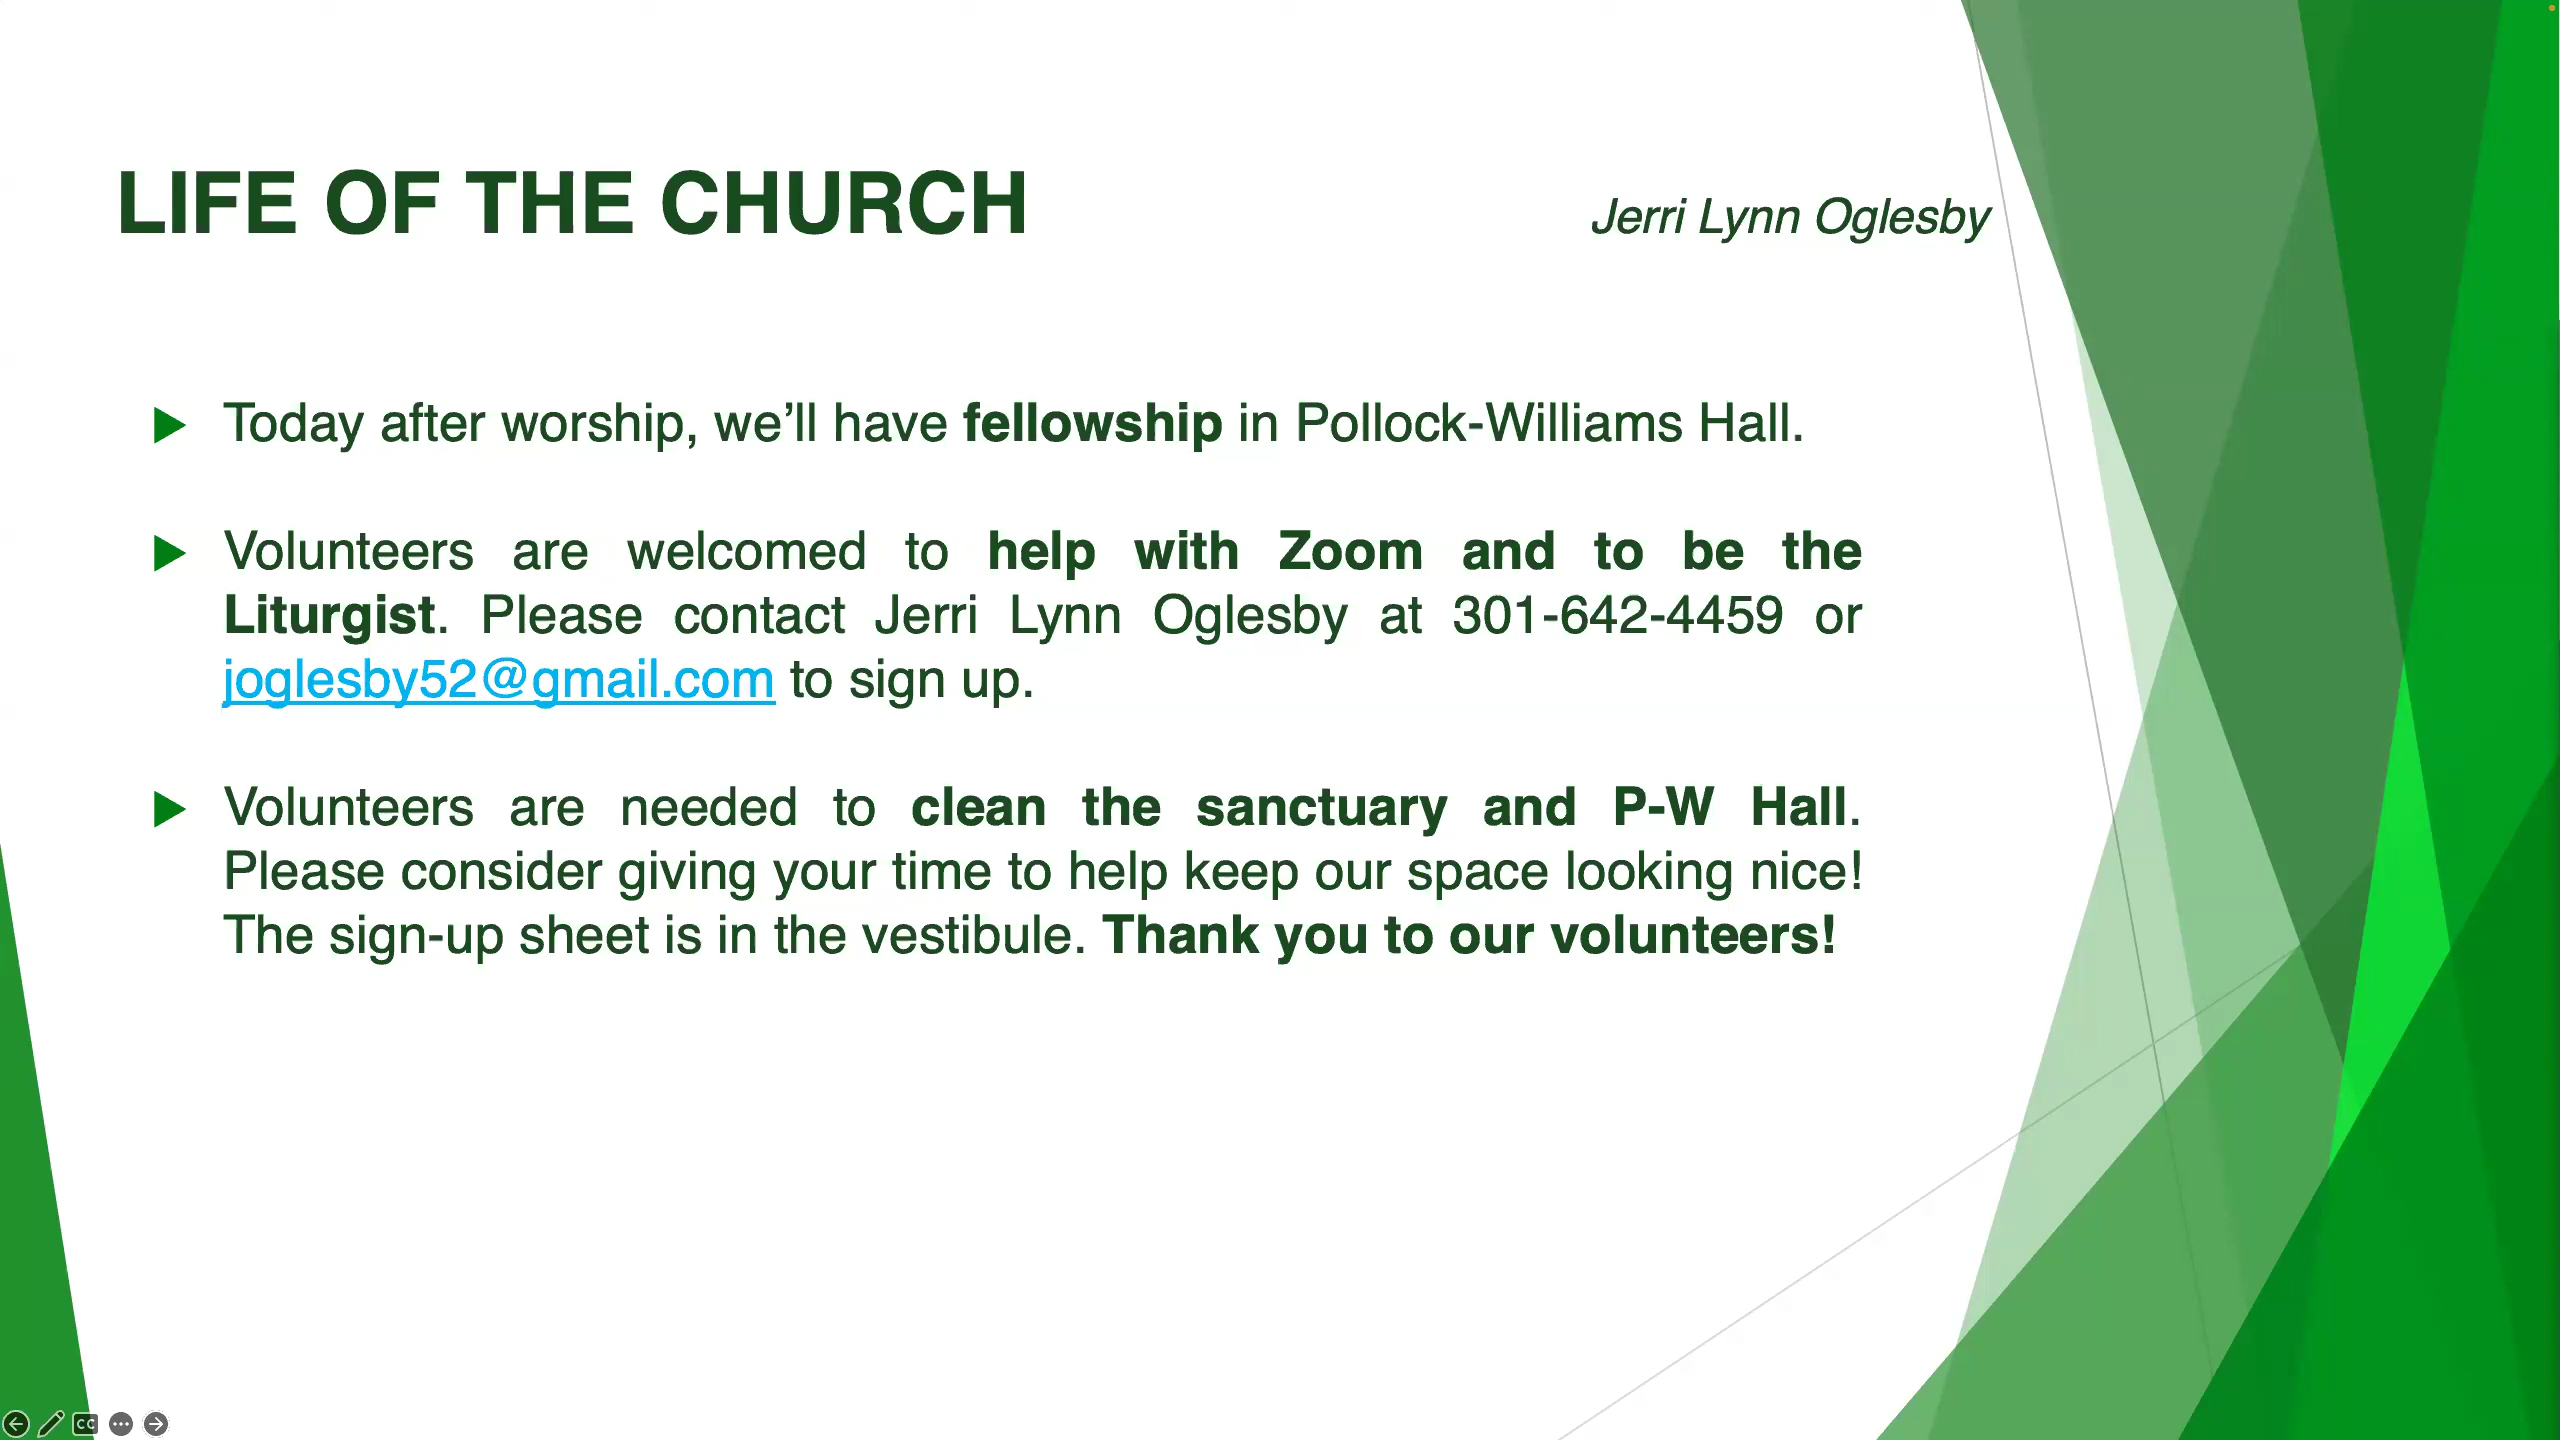 LIFE OF THE CHURCH
Jerri Lynn Oglesby
Today after worship, we’ll have fellowship in Pollock-Williams Hall.
Volunteers are welcomed to help with Zoom and to be the
Liturgist. Please contact Jerri Lynn Oglesby at 301-642-4459 or
joglesby52@gmail.com to sign up.
Volunteers are needed to clean the sanctuary and P-W Hall.
Please consider giving your time to help keep our space looking nice!
The sign-up sheet is in the vestibule. Thank you to our volunteers!
CC